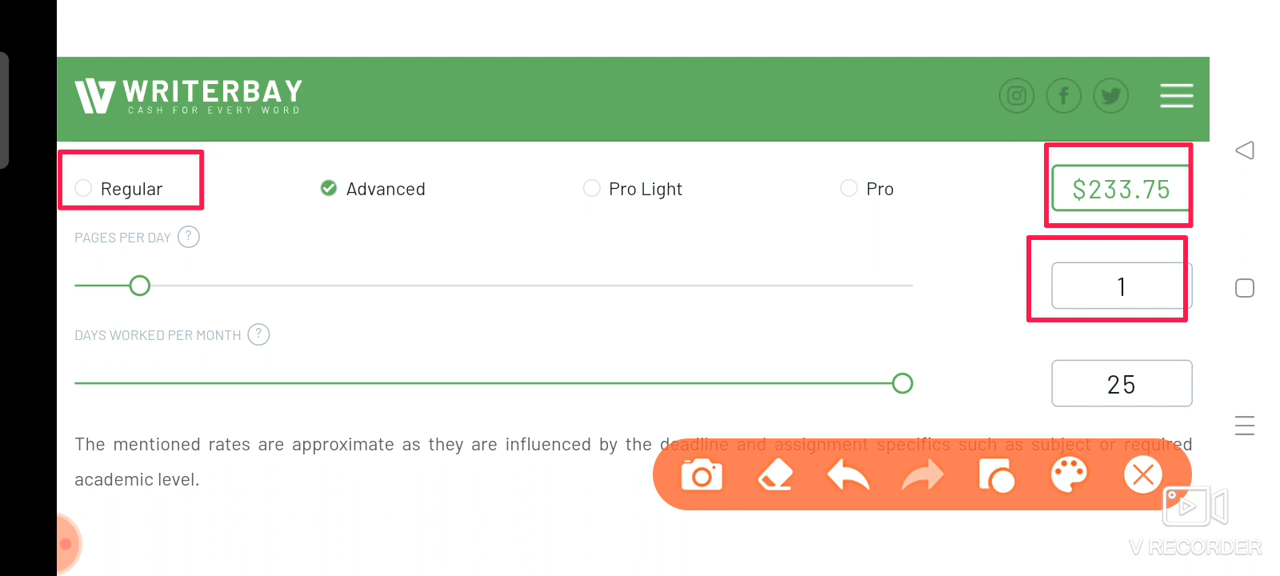 WRITERBAY
CASH FOR EVERY WORD
Regular
Advanced
Pro Light
Pro
$233.75
PAGES PER DAY ?
1
DAYS WORKED PER MONTH ?
25
The mentioned rates are approximate as they are influenced by the deadline and assignment specifics such as subject or required
academic level.
V RECORDER